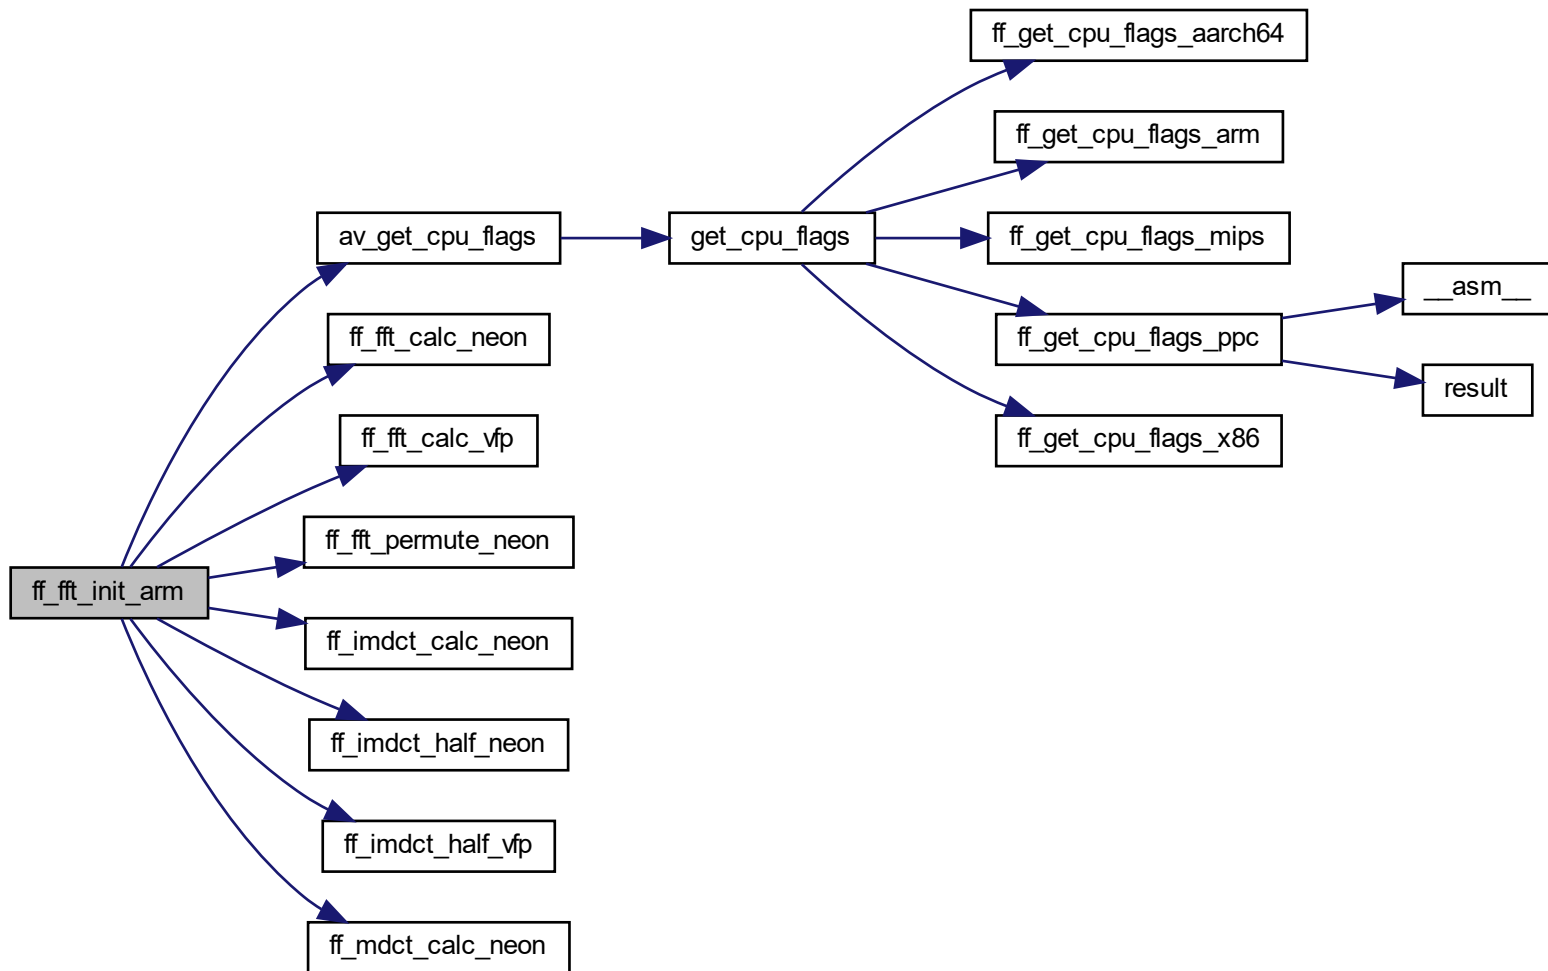 ff_get_cpu_flags_aarch64
ff_get_cpu_flags_arm
av_get_cpu_flags
get_cpu_flags
ff_get_cpu_flags_mips
__asm__
ff_fft_calc_neon
ff_get_cpu_flags_ppc
result
ff_fft_calc_vfp
ff_get_cpu_flags_x86
ff_fft_permute_neon
ff_fft_init_arm
ff_imdct_calc_neon
ff_imdct_half_neon
ff_imdct_half_vfp
ff_mdct_calc_neon